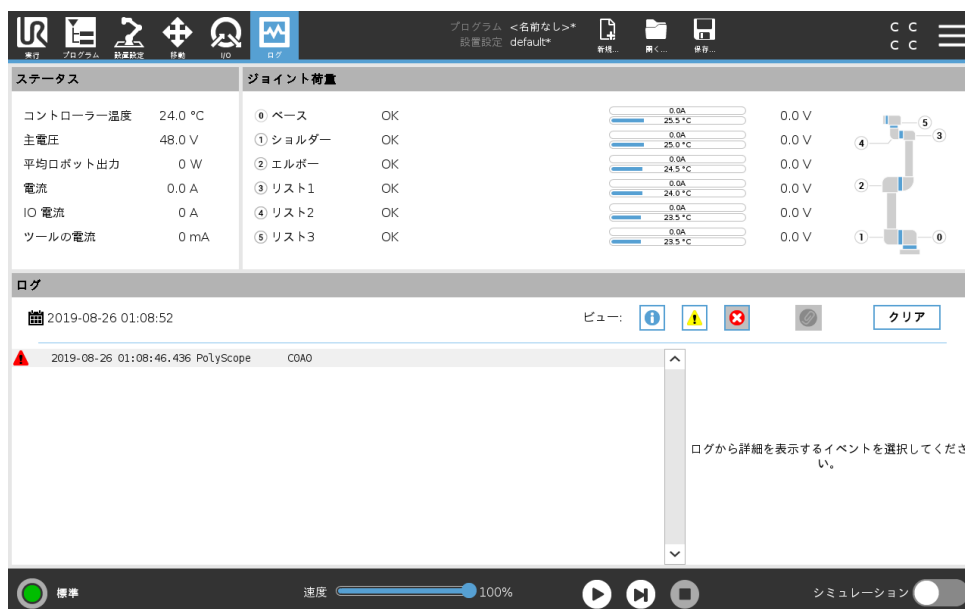 プログラム <名前なし>*
設置設定 default*
実行 プログラム 設置設定 移動 I/O ログ
新規... 開く... 保存...
C C
C C
ステータス
コントローラー温度 24.0 °C
主電圧 48.0 V
平均ロボット出力 0 W
電流 0.0 A
IO 電流 0 A
ツールの電流 0 mA
ジョイント荷重
0 ベース OK 0.0A 25.5 °C 0.0 V
1 ショルダー OK 0.0A 25.0 °C 0.0 V
2 エルボー OK 0.0A 24.5 °C 0.0 V
3 リスト1 OK 0.0A 24.0 °C 0.0 V
4 リスト2 OK 0.0A 23.5 °C 0.0 V
5 リスト3 OK 0.0A 23.5 °C 0.0 V
5
3
4
2
1
0
ログ
2019-08-26 01:08:52
ビュー:
クリア
2019-08-26 01:08:46.436 PolyScope C0A0
ログから詳細を表示するイベントを選択してくださ
い。
標準
速度 100%
シミュレーション